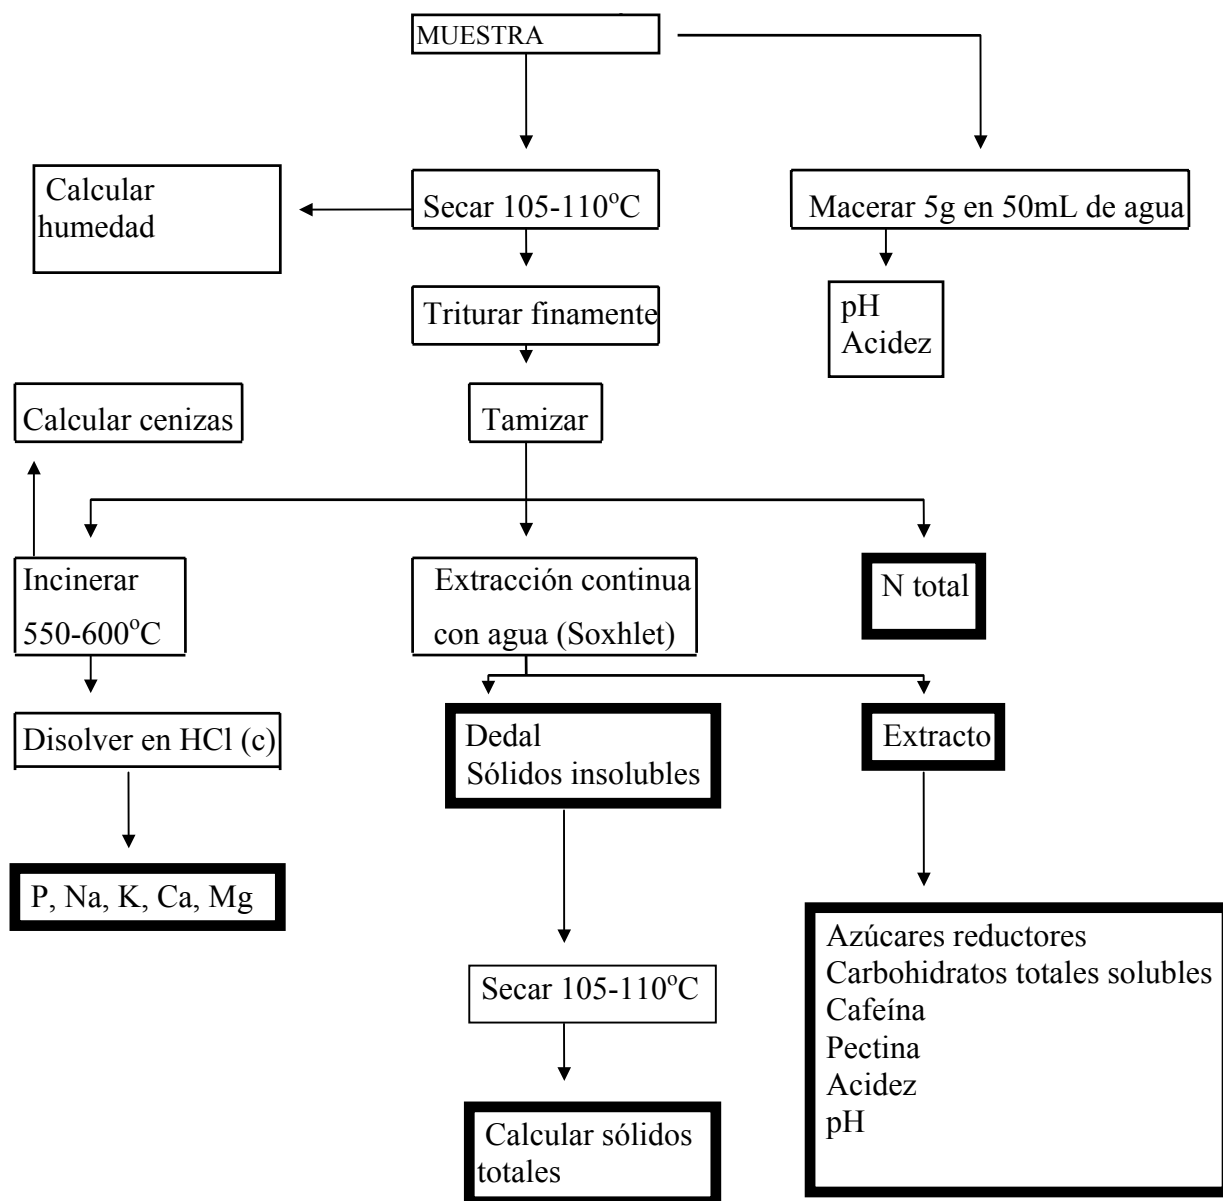 MUESTRA
Calcular
humedad
Secar 105-110°C
Macerar 5g en 50mL de agua
Triturar finamente
pH
Acidez
Calcular cenizas
Tamizar
Incinerar
550-600°C
Extracción continua
con agua (Soxhlet)
N total
Disolver en HCl (c)
Dedal
Sólidos insolubles
Extracto
P, Na, K, Ca, Mg
Secar 105-110°C
Azúcares reductores
Carbohidratos totales solubles
Cafeína
Pectina
Acidez
pH
Calcular sólidos
totales